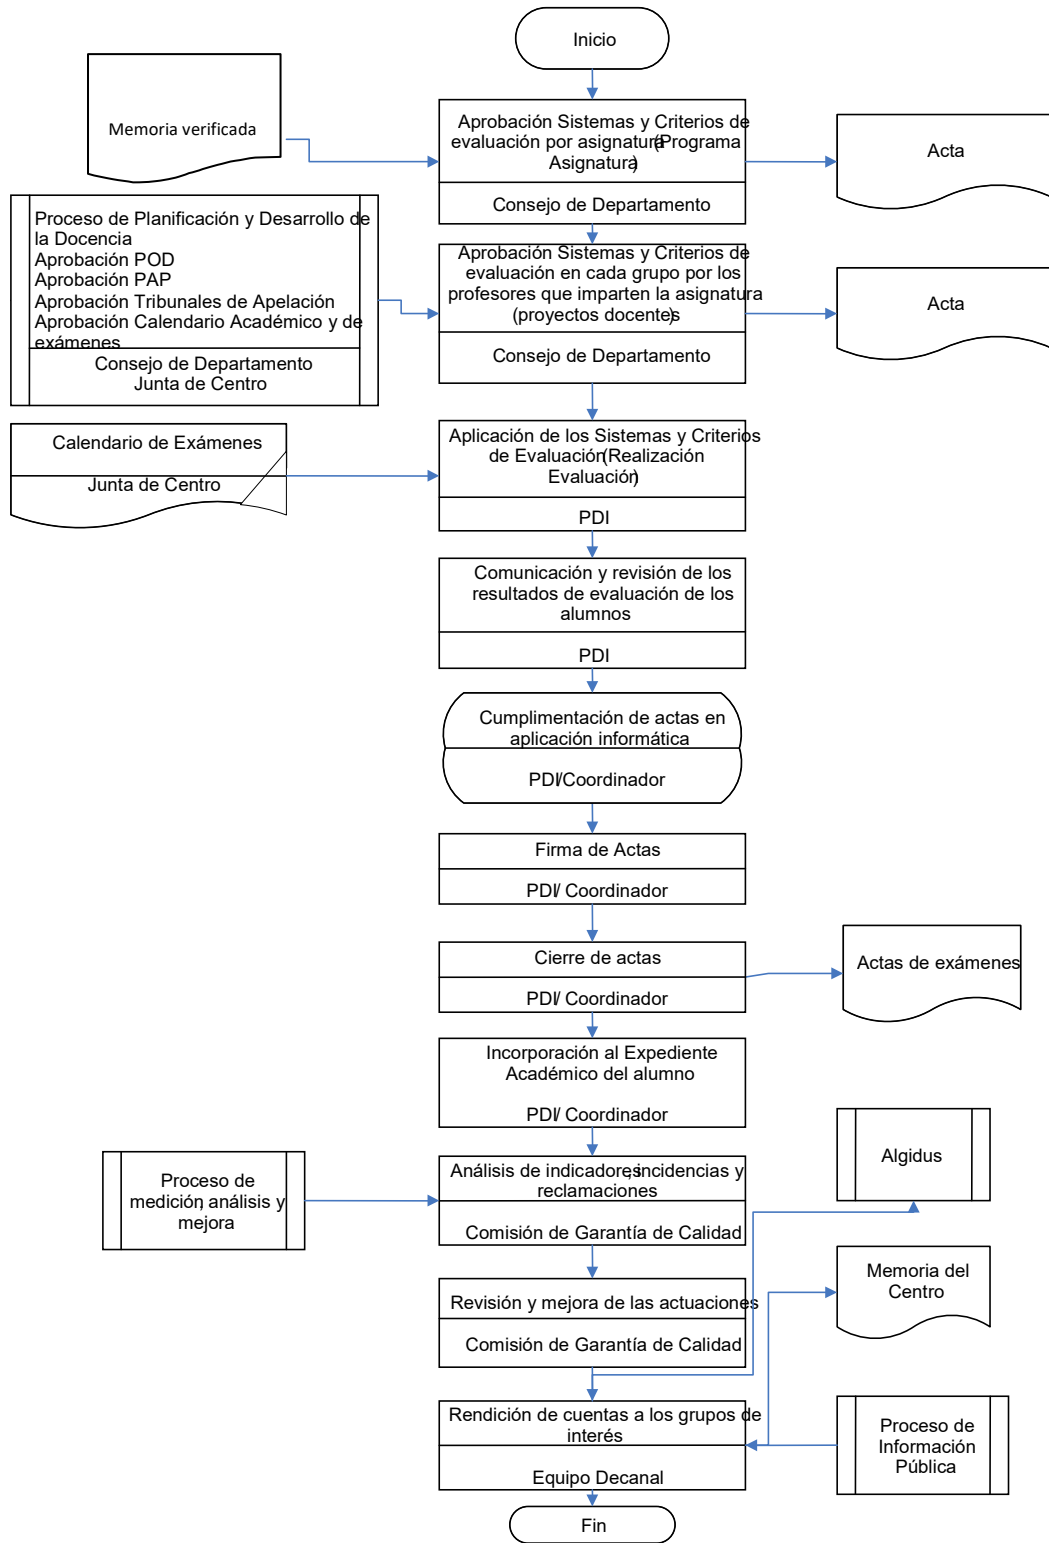 Inicio
Memoria verificada
Aprobación Sistemas y Criterios de
evaluación por asignatura (Programa
Asignatura)
Consejo de Departamento
Acta
Proceso de Planificación y Desarrollo de
la Docencia
Aprobación POD
Aprobación PAP
Aprobación Tribunales de Apelación
Aprobación Calendario Académico y de
exámenes
Consejo de Departamento
Junta de Centro
Aprobación Sistemas y Criterios de
evaluación en cada grupo por los
profesores que imparten la asignatura
(proyectos docentes)
Consejo de Departamento
Acta
Calendario de Exámenes
Junta de Centro
Aplicación de los Sistemas y Criterios
de Evaluación (Realización
Evaluación)
PDI
Comunicación y revisión de los
resultados de evaluación de los
alumnos
PDI
Cumplimentación de actas en
aplicación informática
PDI/Coordinador
Firma de Actas
PDI/ Coordinador
Cierre de actas
PDI/ Coordinador
Actas de exámenes
Incorporación al Expediente
Académico del alumno
PDI/ Coordinador
Proceso de
medición, análisis y
mejora
Análisis de indicadores, incidencias y
reclamaciones
Comisión de Garantía de Calidad
Algidus
Revisión y mejora de las actuaciones
Comisión de Garantía de Calidad
Memoria del
Centro
Rendición de cuentas a los grupos de
interés
Equipo Decanal
Proceso de
Información
Pública
Fin